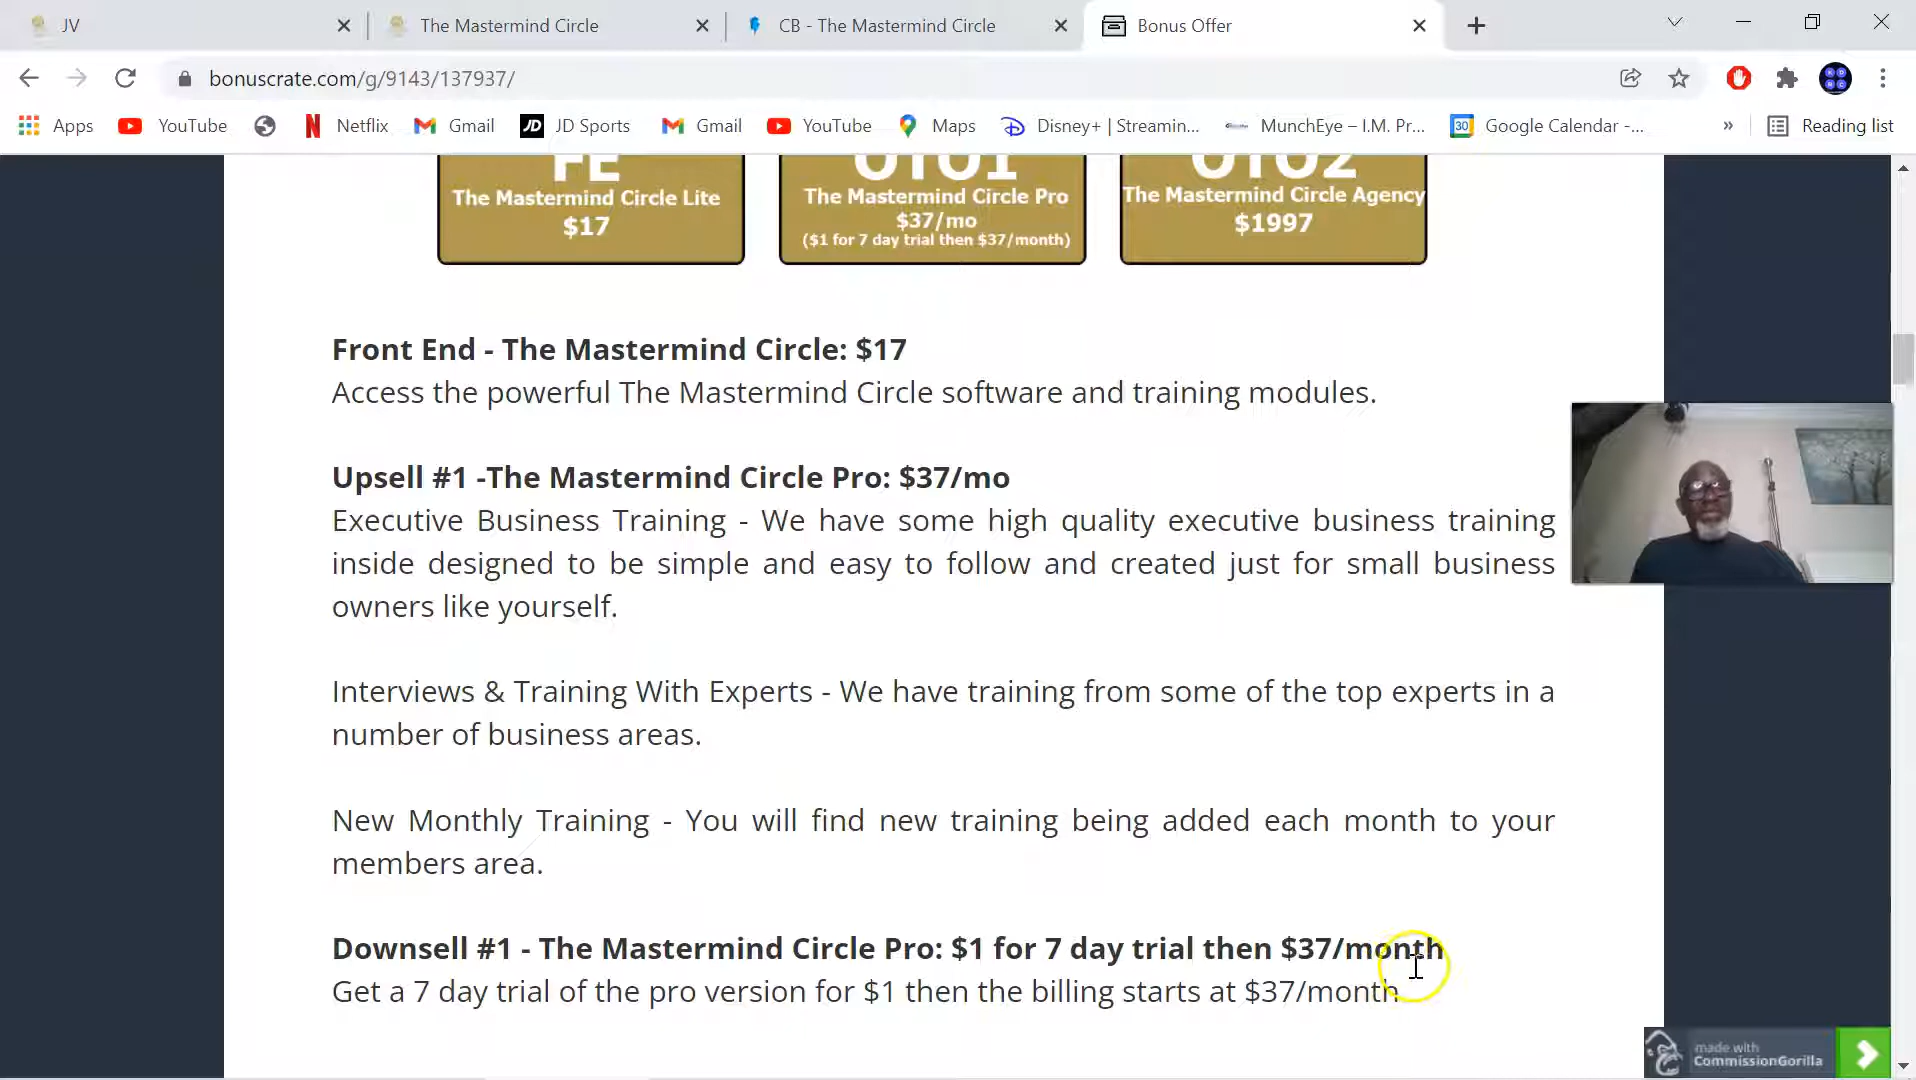 JV
The Mastermind Circle
CB - The Mastermind Circle
Bonus Offer
bonuscrate.com/g/9143/137937/
Apps
YouTube
Netflix
Gmail
JD
JD Sports
Gmail
YouTube
Maps
Disney+ | Streamin...
MunchEye – I.M. Pr...
30
Google Calendar -...
»
Reading list
FE
The Mastermind Circle Lite
$17
OTO1
The Mastermind Circle Pro
$37/mo
($1 for 7 day trial then $37/month)
OTO2
The Mastermind Circle Agency
$1997
Front End - The Mastermind Circle: $17
Access the powerful The Mastermind Circle software and training modules.
Upsell #1 -The Mastermind Circle Pro: $37/mo
Executive Business Training - We have some high quality executive business training
inside designed to be simple and easy to follow and created just for small business
owners like yourself.
Interviews & Training With Experts - We have training from some of the top experts in a
number of business areas.
New Monthly Training - You will find new training being added each month to your
members area.
Downsell #1 - The Mastermind Circle Pro: $1 for 7 day trial then $37/month
Get a 7 day trial of the pro version for $1 then the billing starts at $37/month
made with
CommissionGorilla